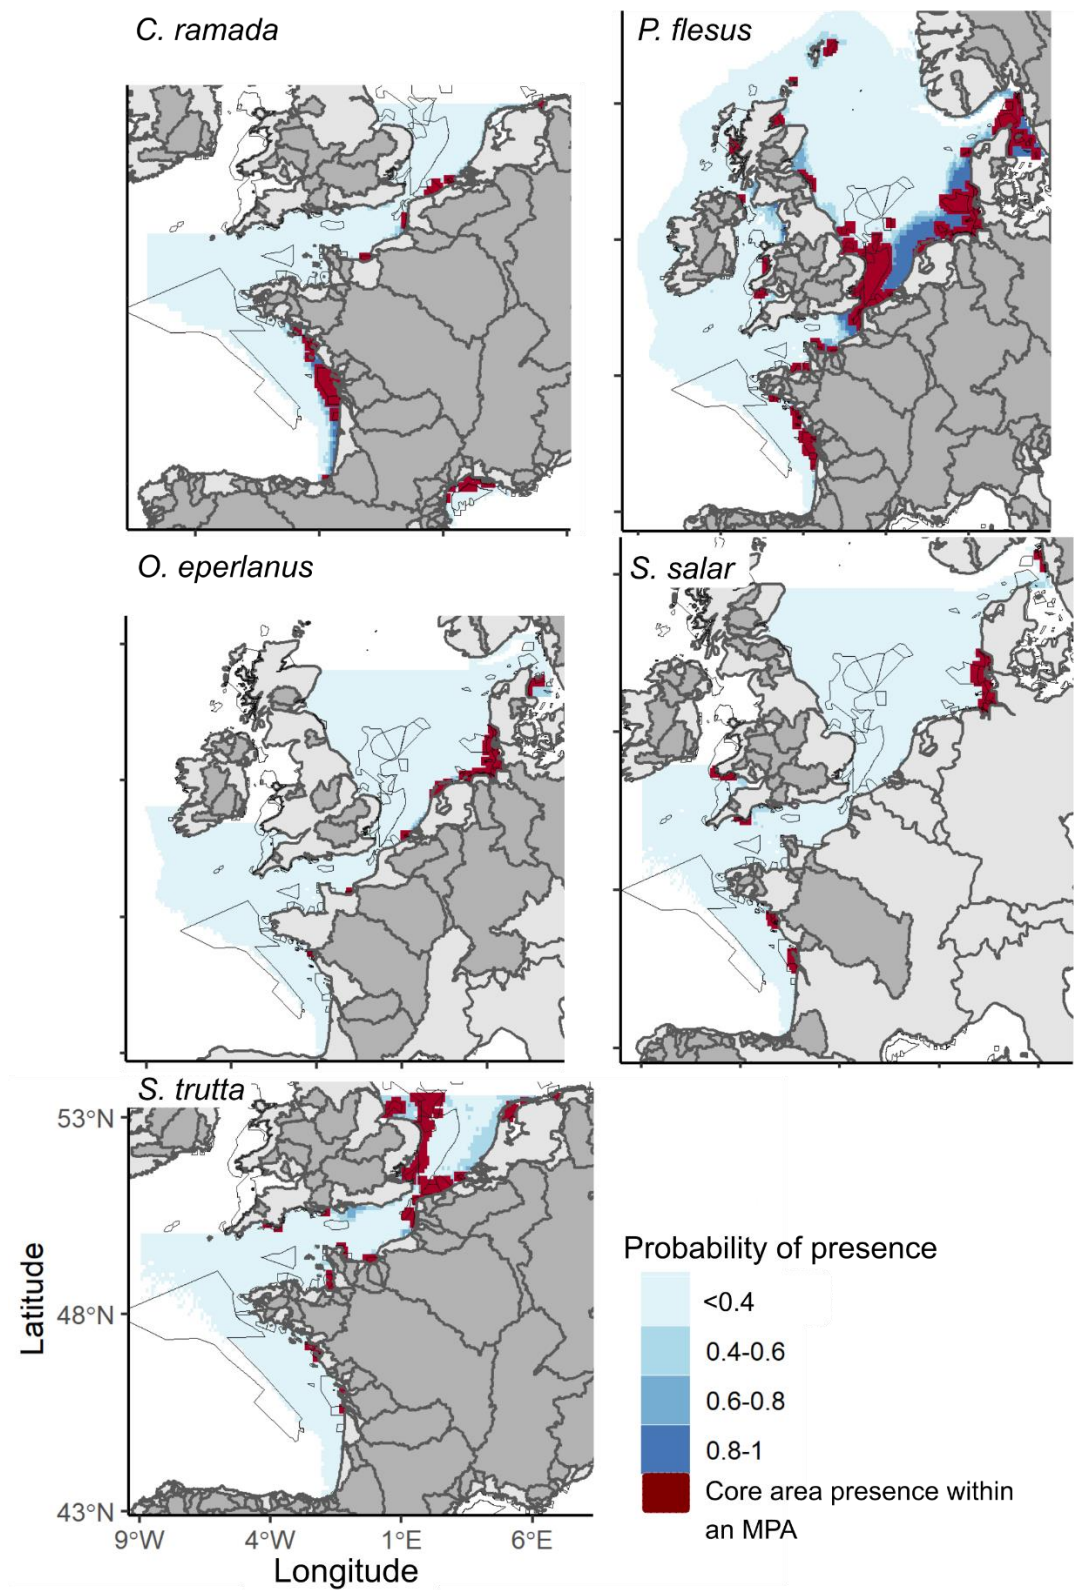 C. ramada
P. flesus
O. eperlanus
S. salar
S. trutta
53°N
48°N
43°N
9°W
4°W
1°E
6°E
Latitude
Longitude
Probability of presence
<0.4
0.4-0.6
0.6-0.8
0.8-1
Core area presence within
an MPA